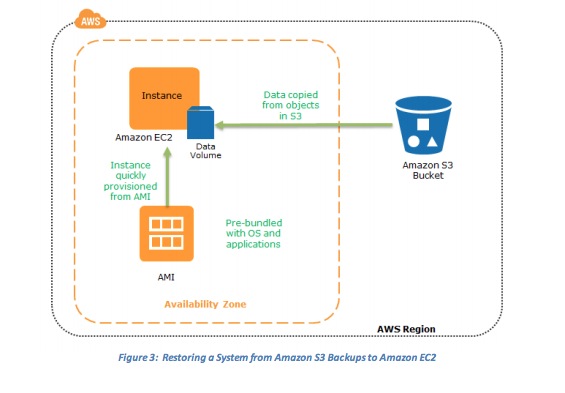 AWS
Instance
Amazon EC2
Data
Volume
Data copied
from objects
in S3
Amazon S3
Bucket
Instance
quickly
provisioned
from AMI
Pre-bundled
with OS and
applications
AMI
Availability Zone
AWS Region
Figure 3: Restoring a System from Amazon S3 Backups to Amazon EC2